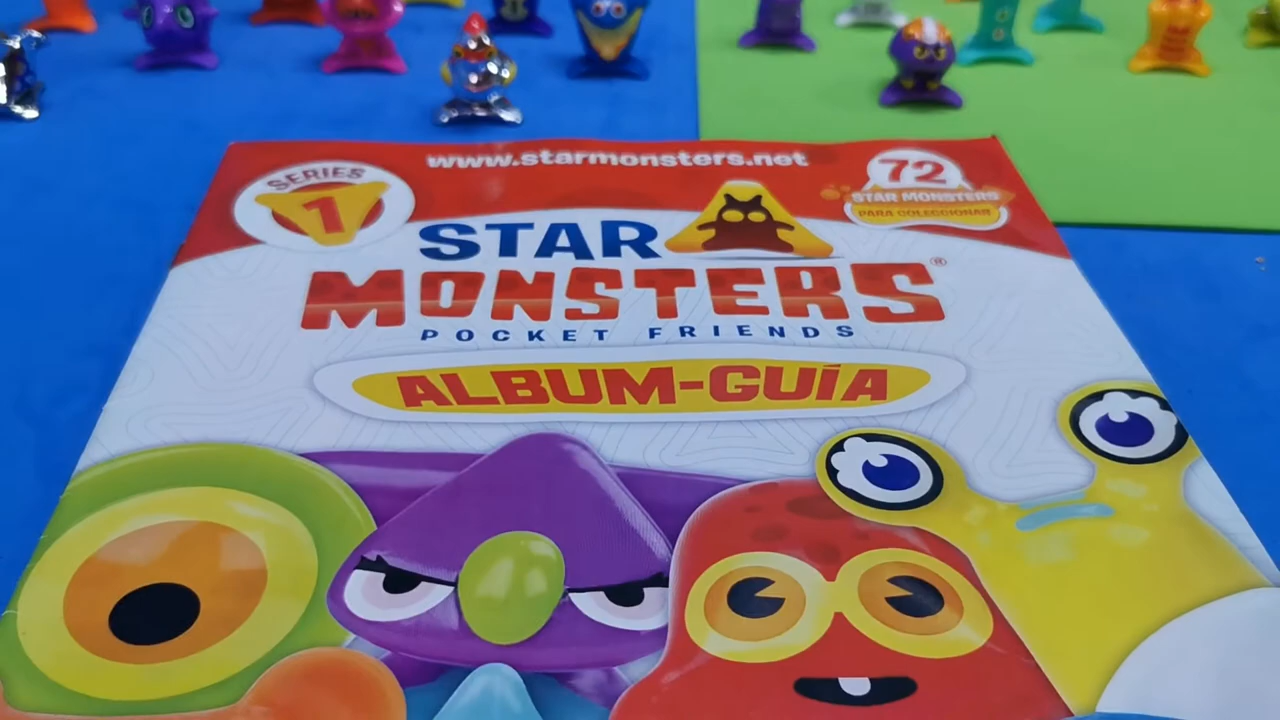 www.starmonsters.net
SERIES
1
72
STAR MONSTERS
PARA COLECCIONAR
STAR
MONSTERS®
POCKET FRIENDS
ALBUM-GUÍA